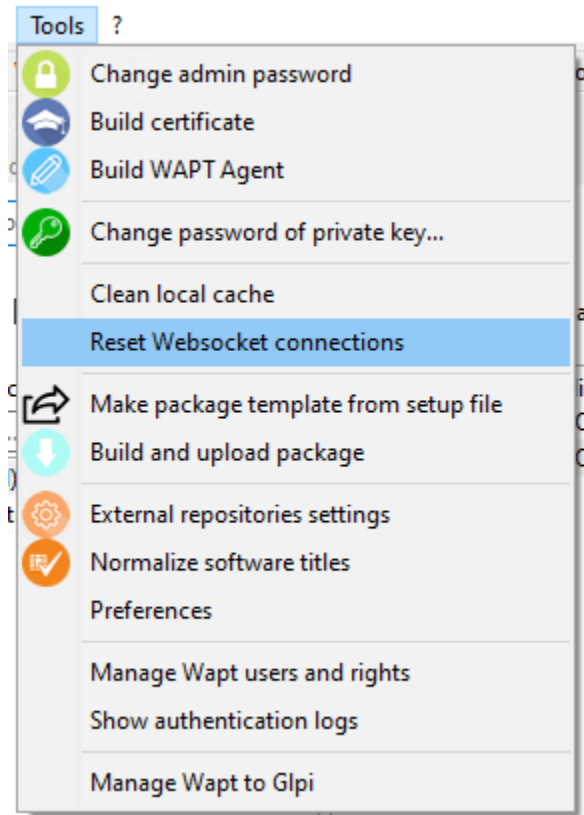 Tools ?
Change admin password
Build certificate
Build WAPT Agent
Change password of private key...
Clean local cache
Reset Websocket connections
Make package template from setup file
Build and upload package
External repositories settings
Normalize software titles
Preferences
Manage Wapt users and rights
Show authentication logs
Manage Wapt to Glpi